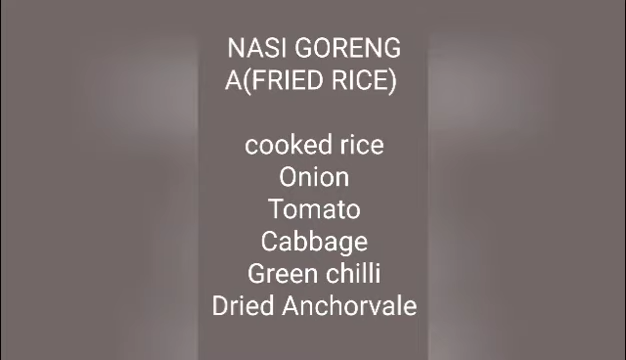 NASI GORENG
A(FRIED RICE)
cooked rice
Onion
Tomato
Cabbage
Green chilli
Dried Anchorvale